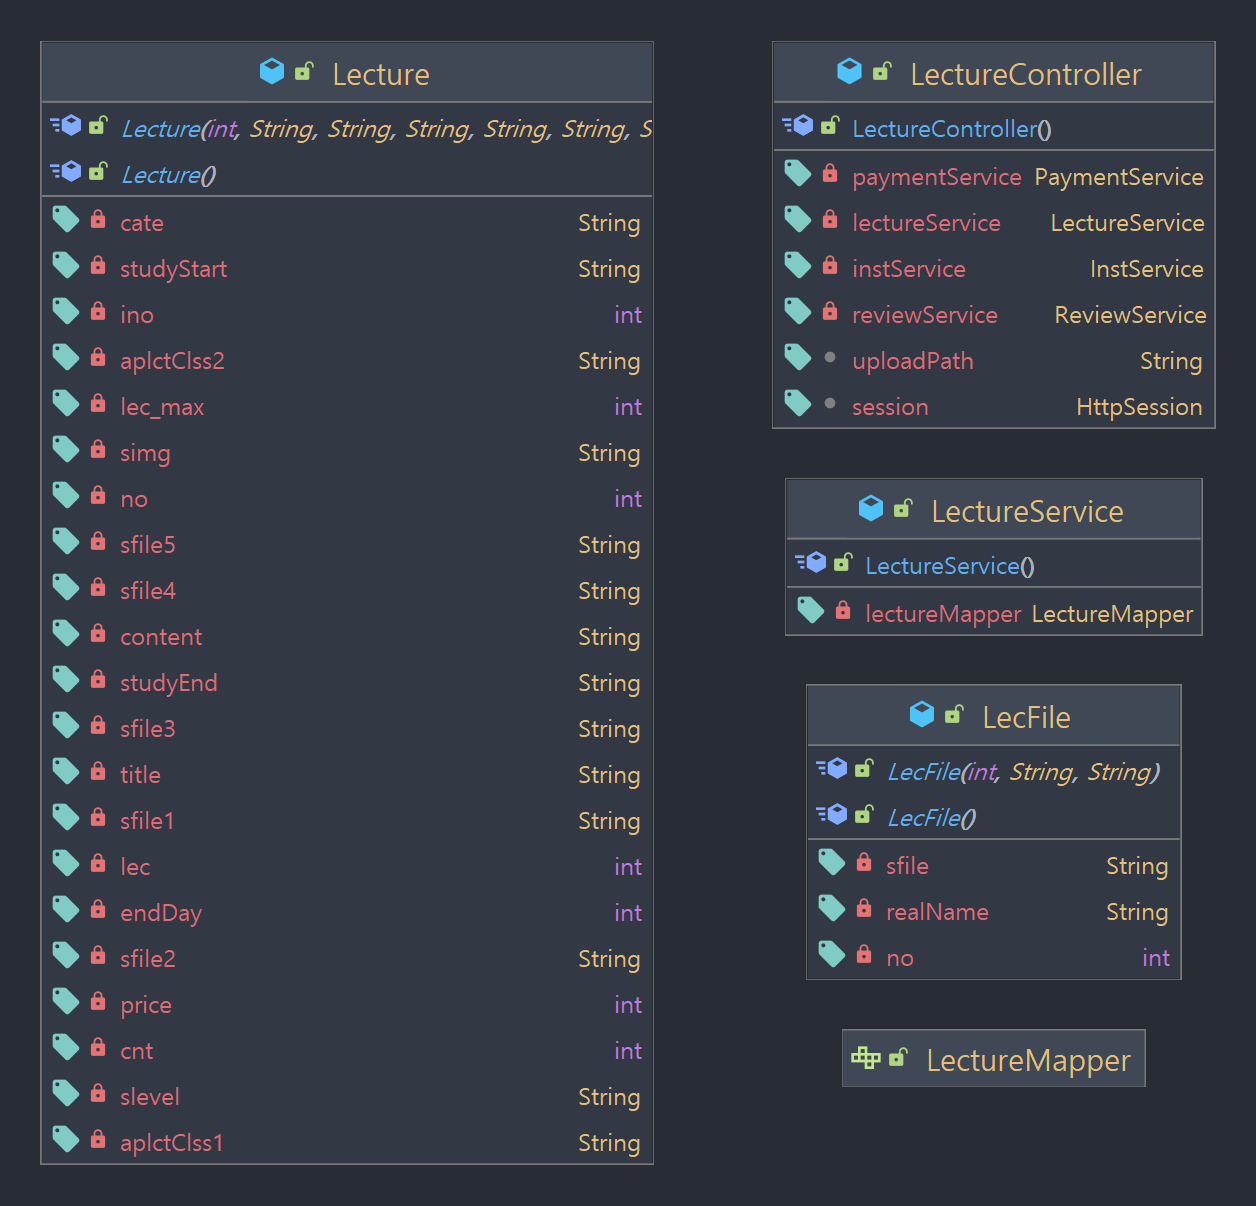 Lecture
Lecture(int, String, String, String, String, String, S
Lecture()
cate String
studyStart String
ino int
aplctClss2 String
lec_max int
simg String
no int
sfile5 String
sfile4 String
content String
studyEnd String
sfile3 String
title String
sfile1 String
lec int
endDay int
sfile2 String
price int
cnt int
slevel String
aplctClss1 String
LectureController
LectureController()
paymentService PaymentService
lectureService LectureService
instService InstService
reviewService ReviewService
uploadPath String
session HttpSession
LectureService
LectureService()
lectureMapper LectureMapper
LecFile
LecFile(int, String, String)
LecFile()
sfile String
realName String
no int
LectureMapper